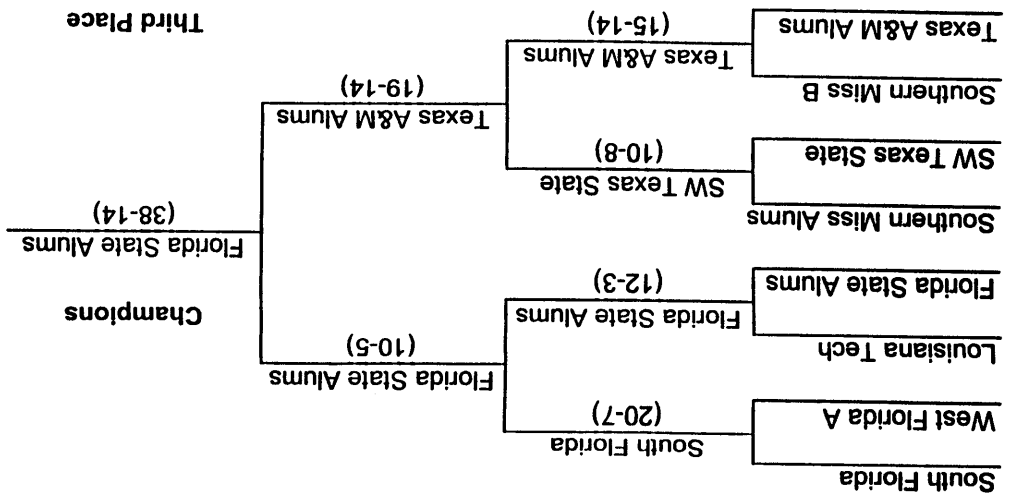 South Florida
West Florida A
Louisiana Tech
Florida State Alums
Southern Miss Alums
SW Texas State
Southern Miss B
Texas A&M Alums
South Florida
(20-7)
Florida State Alums
(12-3)
SW Texas State
(10-8)
Texas A&M Alums
(15-14)
Florida State Alums
(10-5)
Texas A&M Alums
(19-14)
Champions
Florida State Alums
(38-14)
Third Place